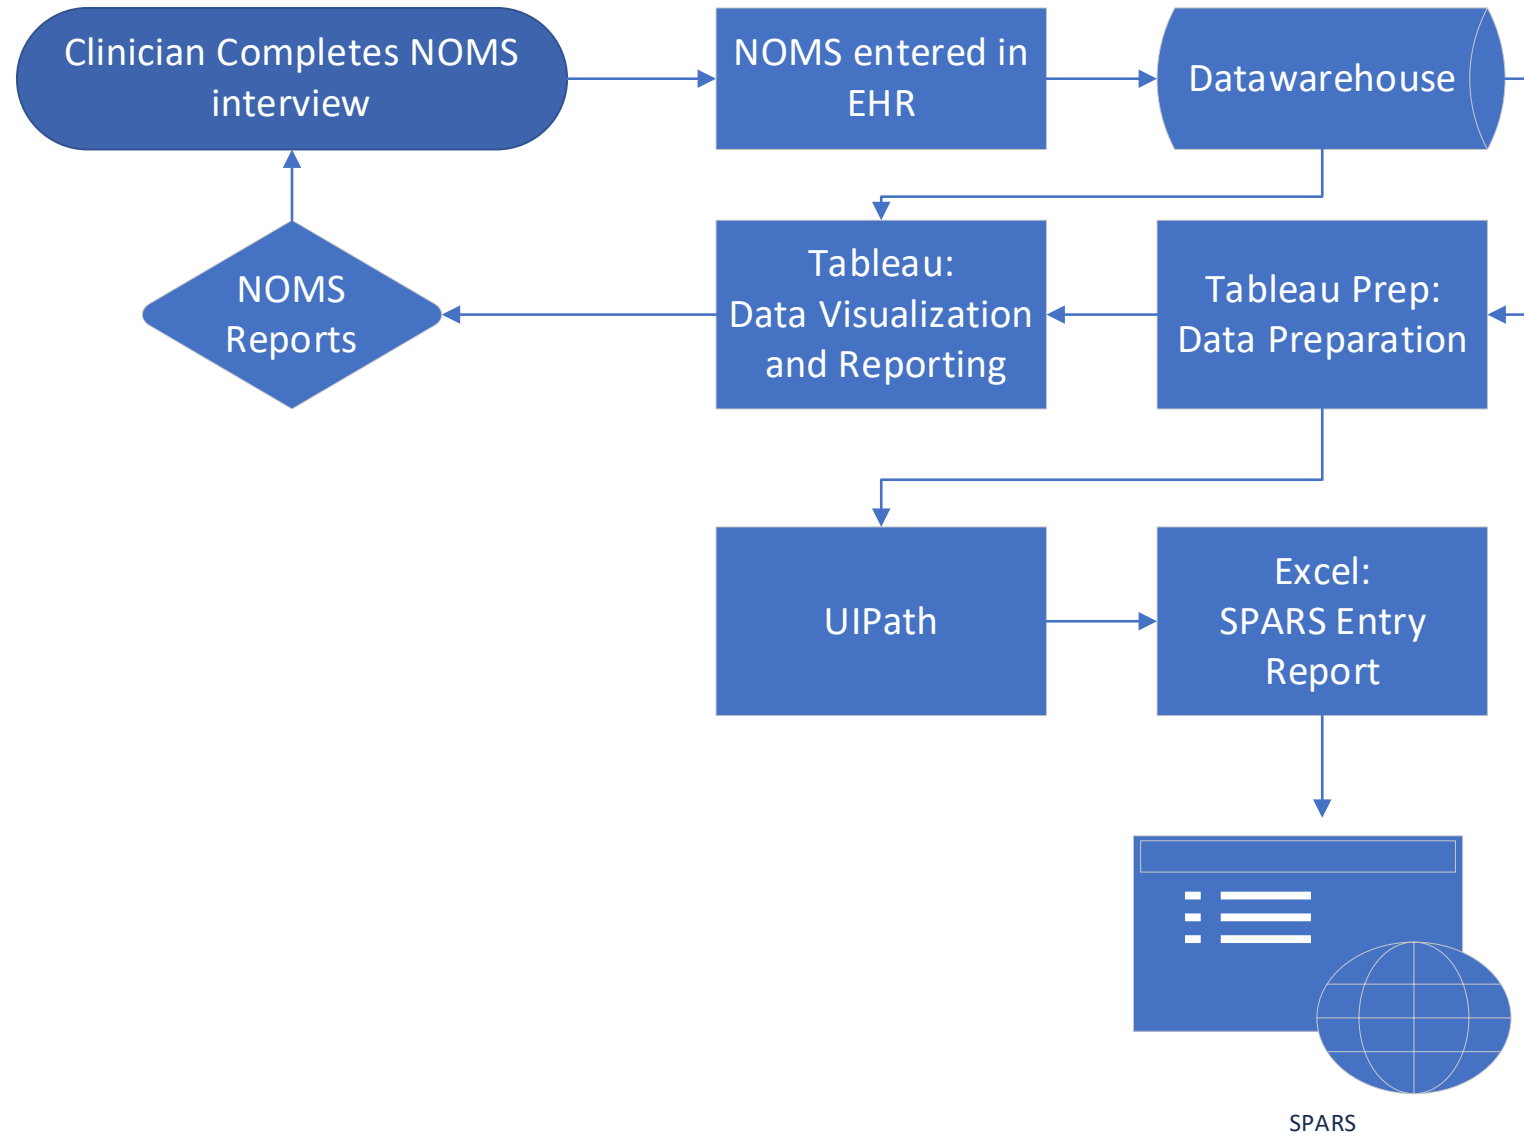 Clinician Completes NOMS
interview
NOMS entered in
EHR
Datawarehouse
NOMS
Reports
Tableau:
Data Visualization
and Reporting
Tableau Prep:
Data Preparation
UIPath
Excel:
SPARS Entry
Report
SPARS